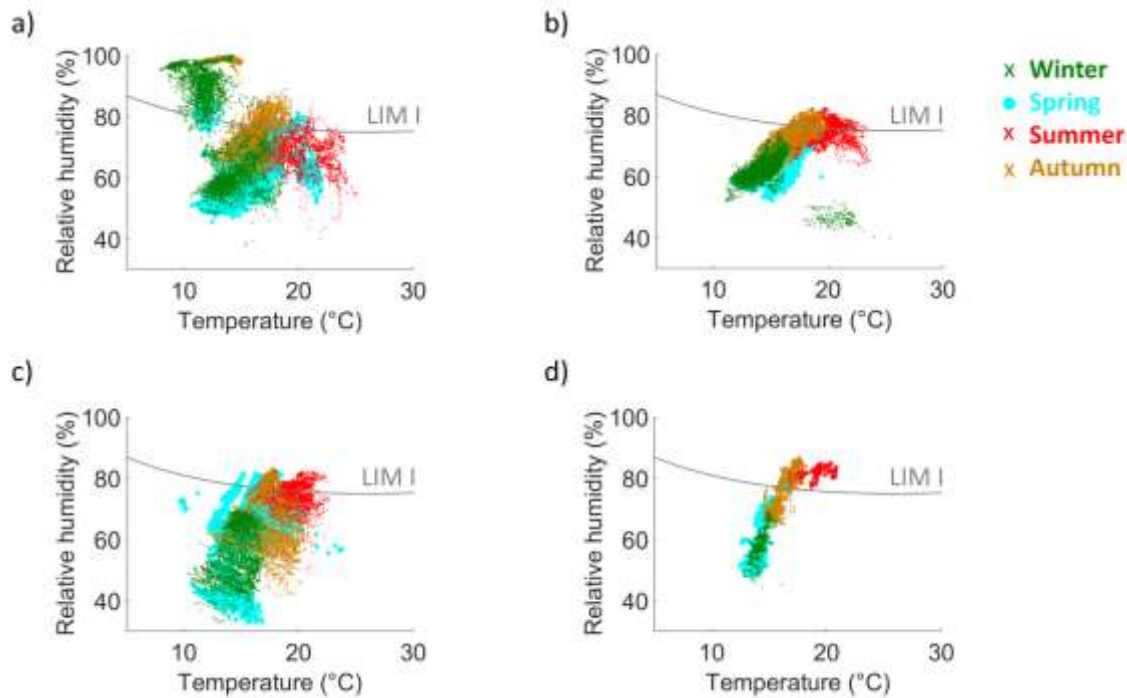 a)
b)
100
80
60
40
10
20
30
Relative humidity (%)
Temperature (°C)
LIM I
100
80
60
40
10
20
30
Relative humidity (%)
Temperature (°C)
LIM I
x Winter
Spring
x Summer
x Autumn
c)
d)
100
80
60
40
10
20
30
Relative humidity (%)
Temperature (°C)
LIM I
100
80
60
40
10
20
30
Relative humidity (%)
Temperature (°C)
LIM I